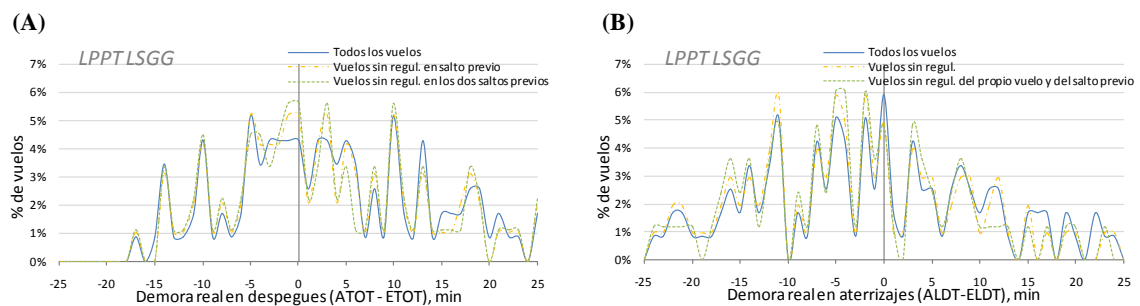 (A)
LPPT LSGG
Todos los vuelos
Vuelos sin regul. en salto previo
Vuelos sin regul. en los dos saltos previos
7%
6%
5%
4%
3%
2%
1%
0%
% de vuelos
-25 -20 -15 -10 -5 0 5 10 15 20 25
Demora real en despegues (ATOT - ETOT), min
(B)
LPPT LSGG
Todos los vuelos
Vuelos sin regul.
Vuelos sin regul. del propio vuelo y del salto previo
7%
6%
5%
4%
3%
2%
1%
0%
% de vuelos
-25 -20 -15 -10 -5 0 5 10 15 20 25
Demora real en aterrizajes (ALDT-ELDT), min